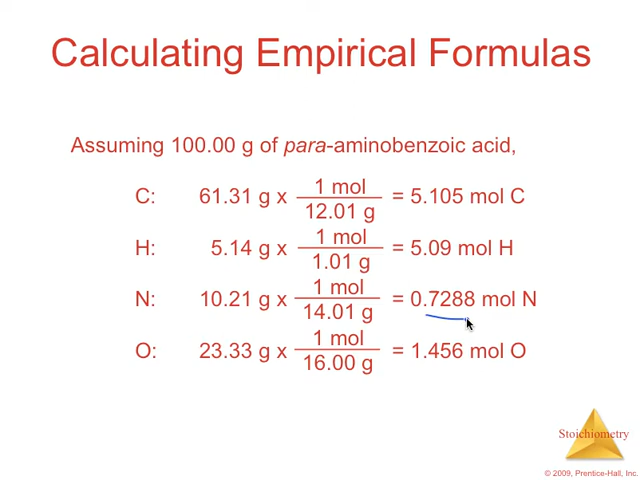 Calculating Empirical Formulas
Assuming 100.00 g of para-aminobenzoic acid,
C: 61.31 g x 1 mol / 12.01 g = 5.105 mol C
H: 5.14 g x 1 mol / 1.01 g = 5.09 mol H
N: 10.21 g x 1 mol / 14.01 g = 0.7288 mol N
O: 23.33 g x 1 mol / 16.00 g = 1.456 mol O
Stoichiometry
© 2009, Prentice-Hall, Inc.